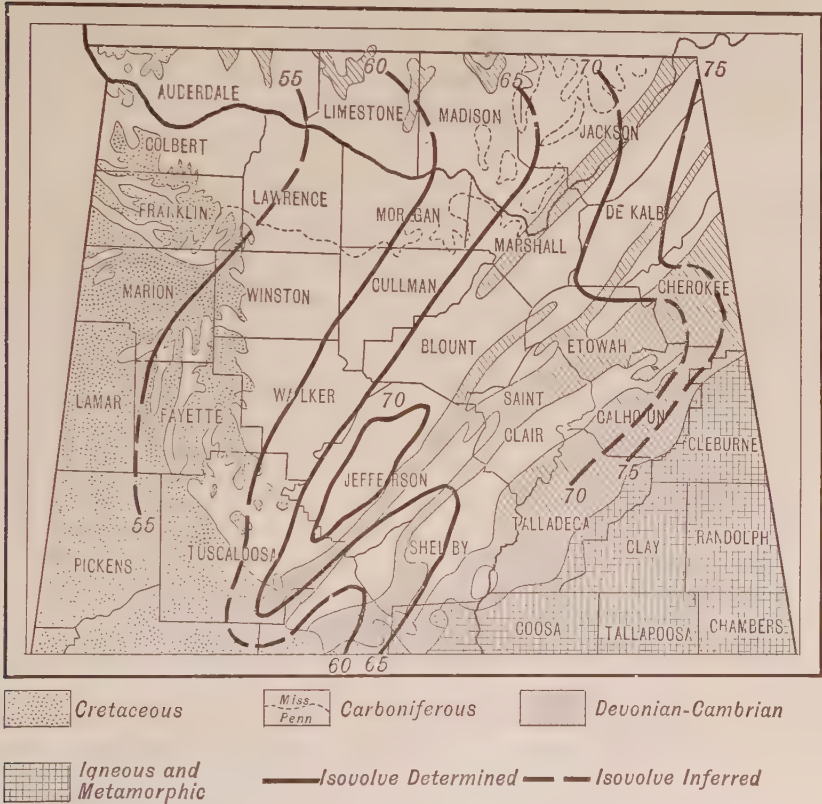 55
60
65
70
75
AUDERDALE
LIMESTONE
MADISON
JACKSON
COLBERT
LAWRENCE
FRANKLIN
MORGAN
DE KALB
MARSHALL
MARION
WINSTON
CULLMAN
CHEROKEE
BLOUNT
ETOWAH
LAMAR
FAYETTE
WALKER
70
SAINT
CLAIR
CALHOUN
CLEBURNE
JEFFERSON
75
70
55
TALLADEGA
TUSCALOOSA
SHELBY
PICKENS
CLAY
RANDOLPH
COOSA
TALLAPOOSA
CHAMBERS
60 65
Cretaceous
Miss
Penn
Carboniferous
Devonian-Cambrian
Igneous and
Metamorphic
Isovolve Determined
Isovolve Inferred